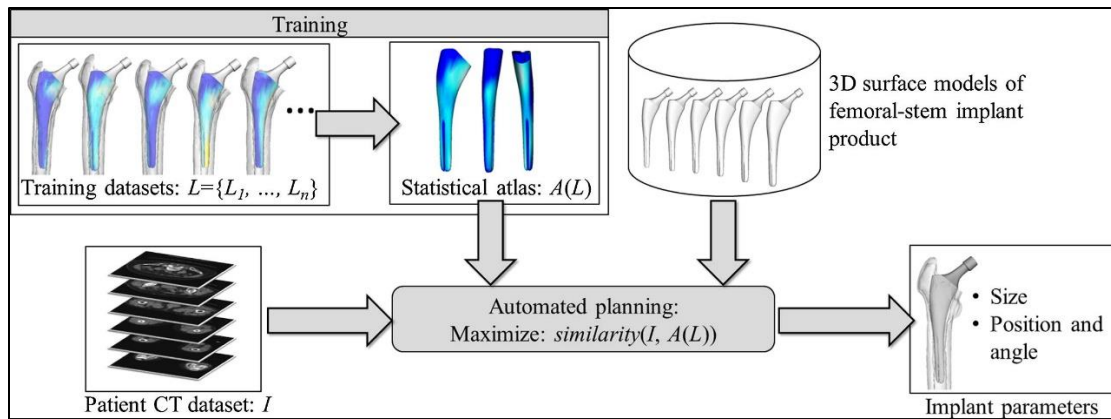 Training
Training datasets: L={L1, ..., Ln}
Statistical atlas: A(L)
3D surface models of
femoral-stem implant
product
Patient CT dataset: I
Automated planning:
Maximize: similarity(I, A(L))
• Size
• Position and
angle
Implant parameters